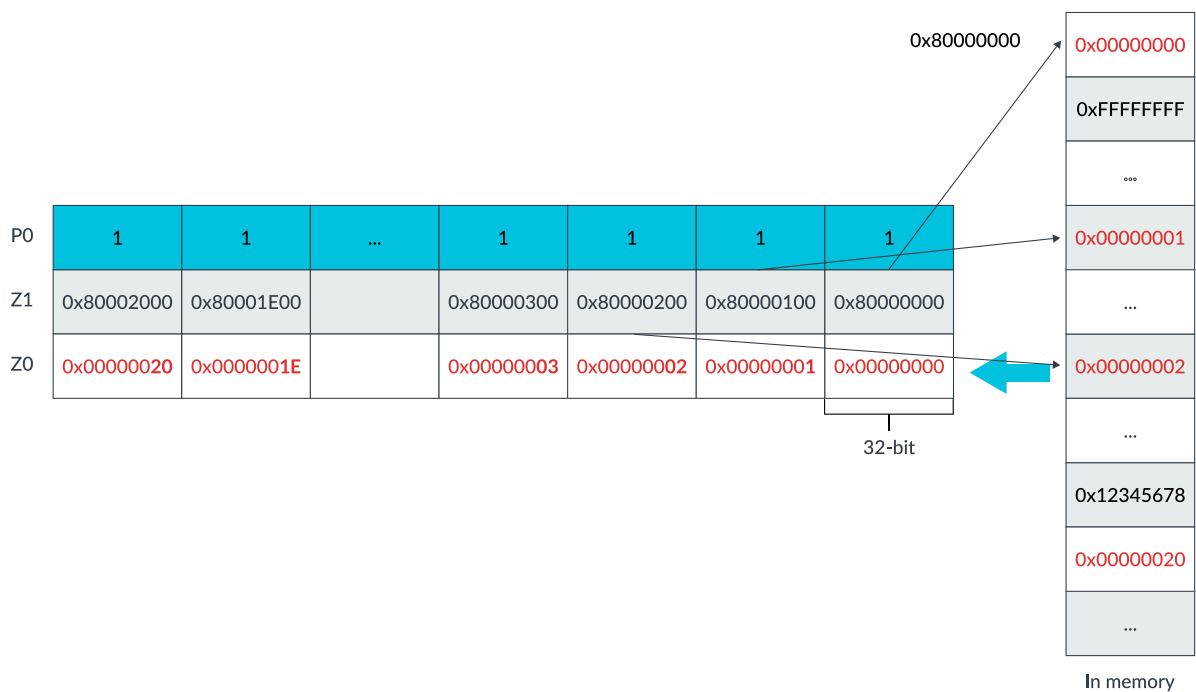 0x80000000
0x00000000
0xFFFFFFFF
...
P0 1 1 ... 1 1 1 1
0x00000001
Z1 0x80002000 0x80001E00 0x80000300 0x80000200 0x80000100 0x80000000
...
Z0 0x00000020 0x0000001E 0x00000003 0x00000002 0x00000001 0x00000000
0x00000002
32-bit
...
0x12345678
0x00000020
...
In memory